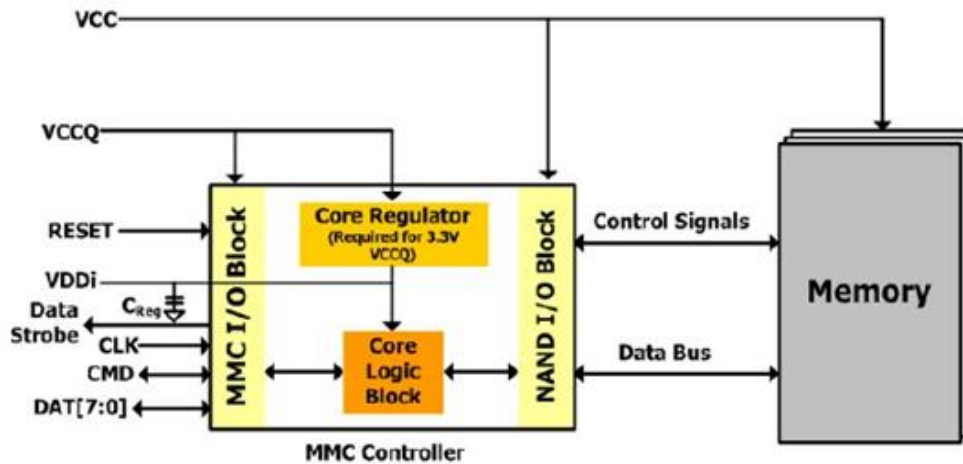 VCC
VCCQ
RESET
VDDi
C_Reg
Data
Strobe
CLK
CMD
DAT[7:0]
MMC I/O Block
Core Regulator
(Required for 3.3V
VCCQ)
Core
Logic
Block
NAND I/O Block
MMC Controller
Control Signals
Data Bus
Memory